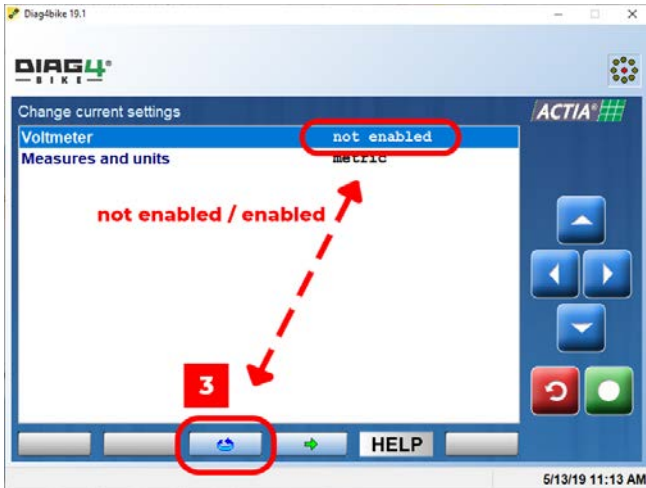 Diag4bike 19.1
DIAG4®
BIKE
Change current settings
ACTIA®
Voltmeter not enabled
Measures and units metric
not enabled / enabled
3
HELP
5/13/19 11:13 AM